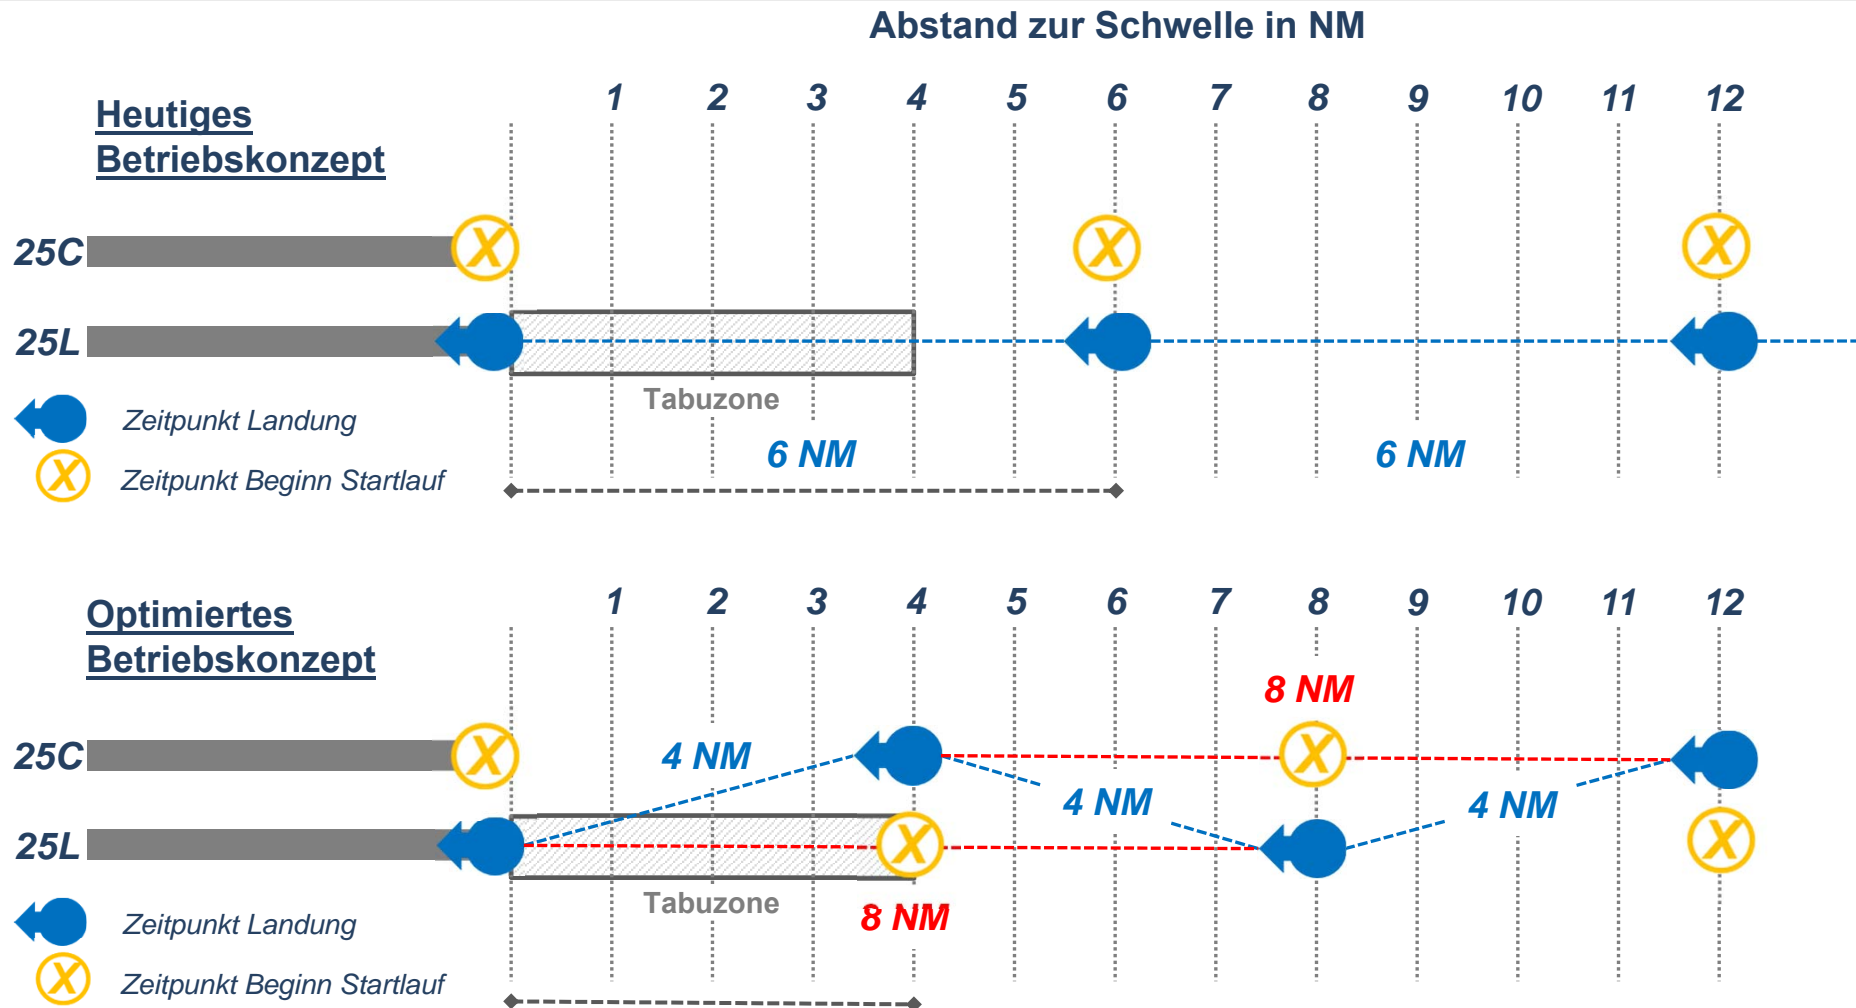 Abstand zur Schwelle in NM
1 2 3 4 5 6 7 8 9 10 11 12
Heutiges
Betriebskonzept
25C X X X
25L
Tabuzone
Zeitpunkt Landung
6 NM 6 NM
X Zeitpunkt Beginn Startlauf
1 2 3 4 5 6 7 8 9 10 11 12
Optimiertes
Betriebskonzept
8 NM
25C X 4 NM X
4 NM 4 NM
25L X X
Tabuzone 8 NM
Zeitpunkt Landung
X Zeitpunkt Beginn Startlauf